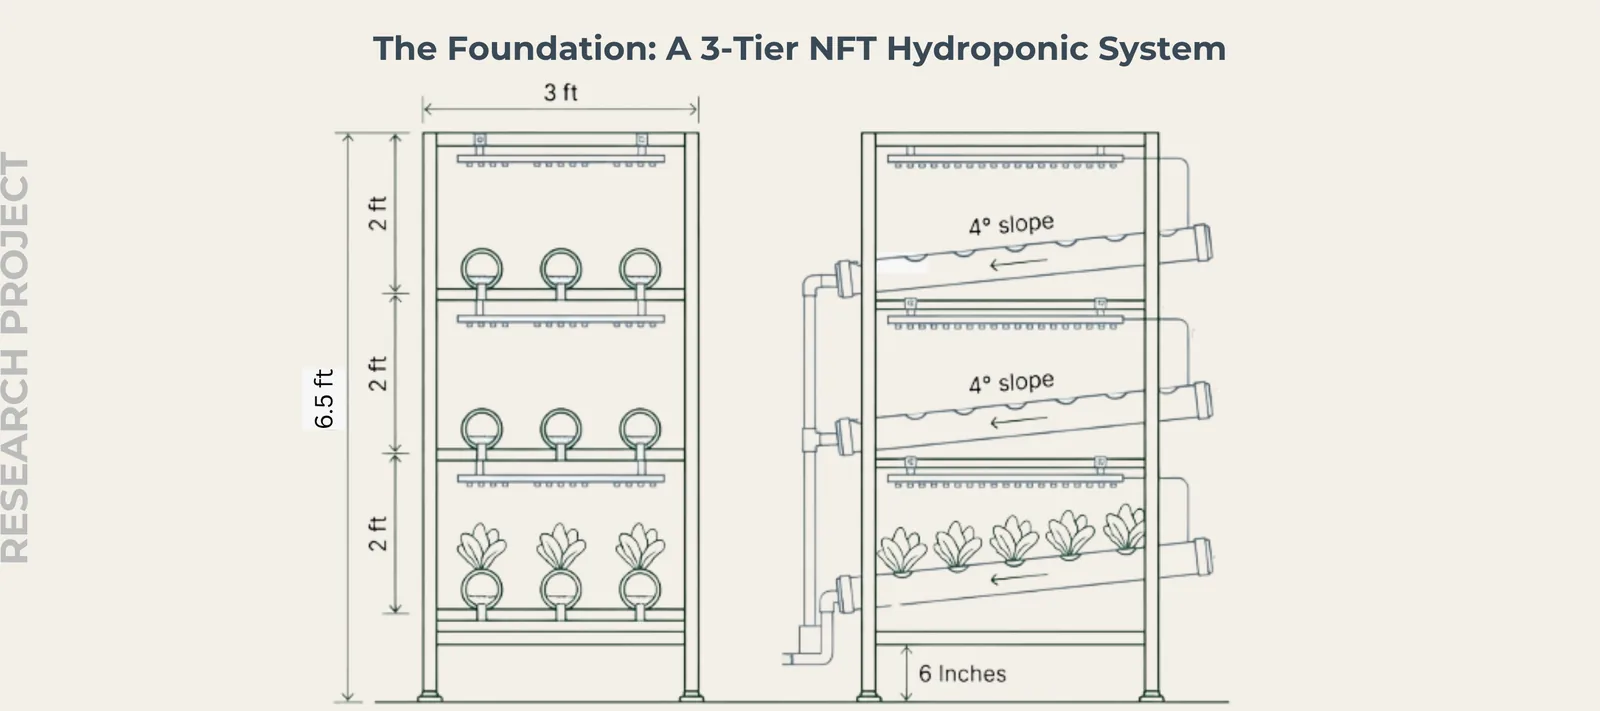 The Foundation: A 3-Tier NFT Hydroponic System
RESEARCH PROJECT
3 ft
6.5 ft
2 ft
2 ft
2 ft
4° slope
4° slope
6 Inches